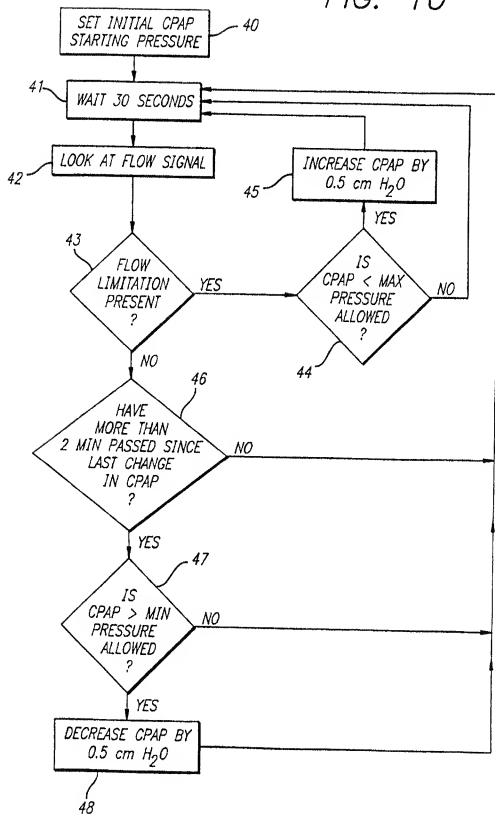 FIG. 10
SET INITIAL CPAP
STARTING PRESSURE
40
41
WAIT 30 SECONDS
LOOK AT FLOW SIGNAL
42
INCREASE CPAP BY
0.5 cm H2O
45
YES
43
FLOW
LIMITATION
PRESENT
?
YES
IS
CPAP < MAX
PRESSURE
ALLOWED
?
NO
44
NO
46
HAVE
MORE THAN
2 MIN PASSED SINCE
LAST CHANGE
IN CPAP
?
NO
YES
47
IS
CPAP > MIN
PRESSURE
ALLOWED
?
NO
YES
DECREASE CPAP BY
0.5 cm H2O
48